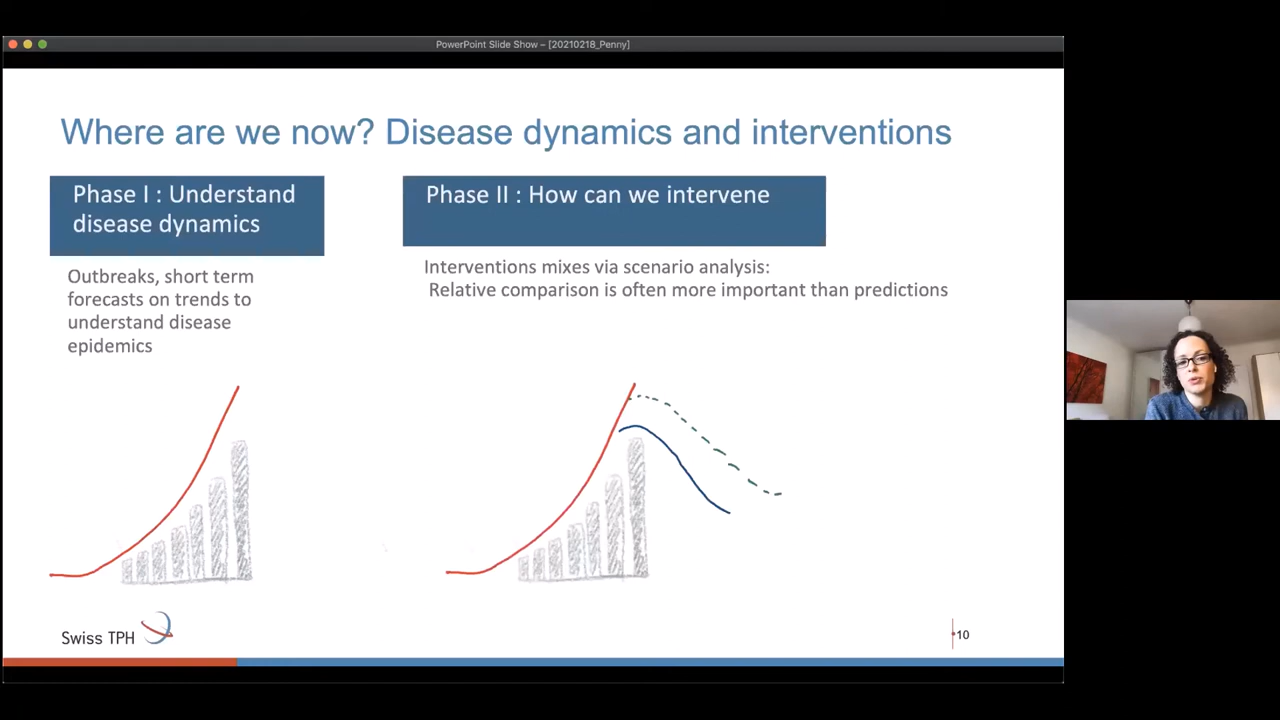 PowerPoint Slide Show – [20210218_Penny]
Where are we now? Disease dynamics and interventions
Phase I : Understand
disease dynamics
Outbreaks, short term
forecasts on trends to
understand disease
epidemics
Phase II : How can we intervene
Interventions mixes via scenario analysis:
Relative comparison is often more important than predictions
Swiss TPH
10